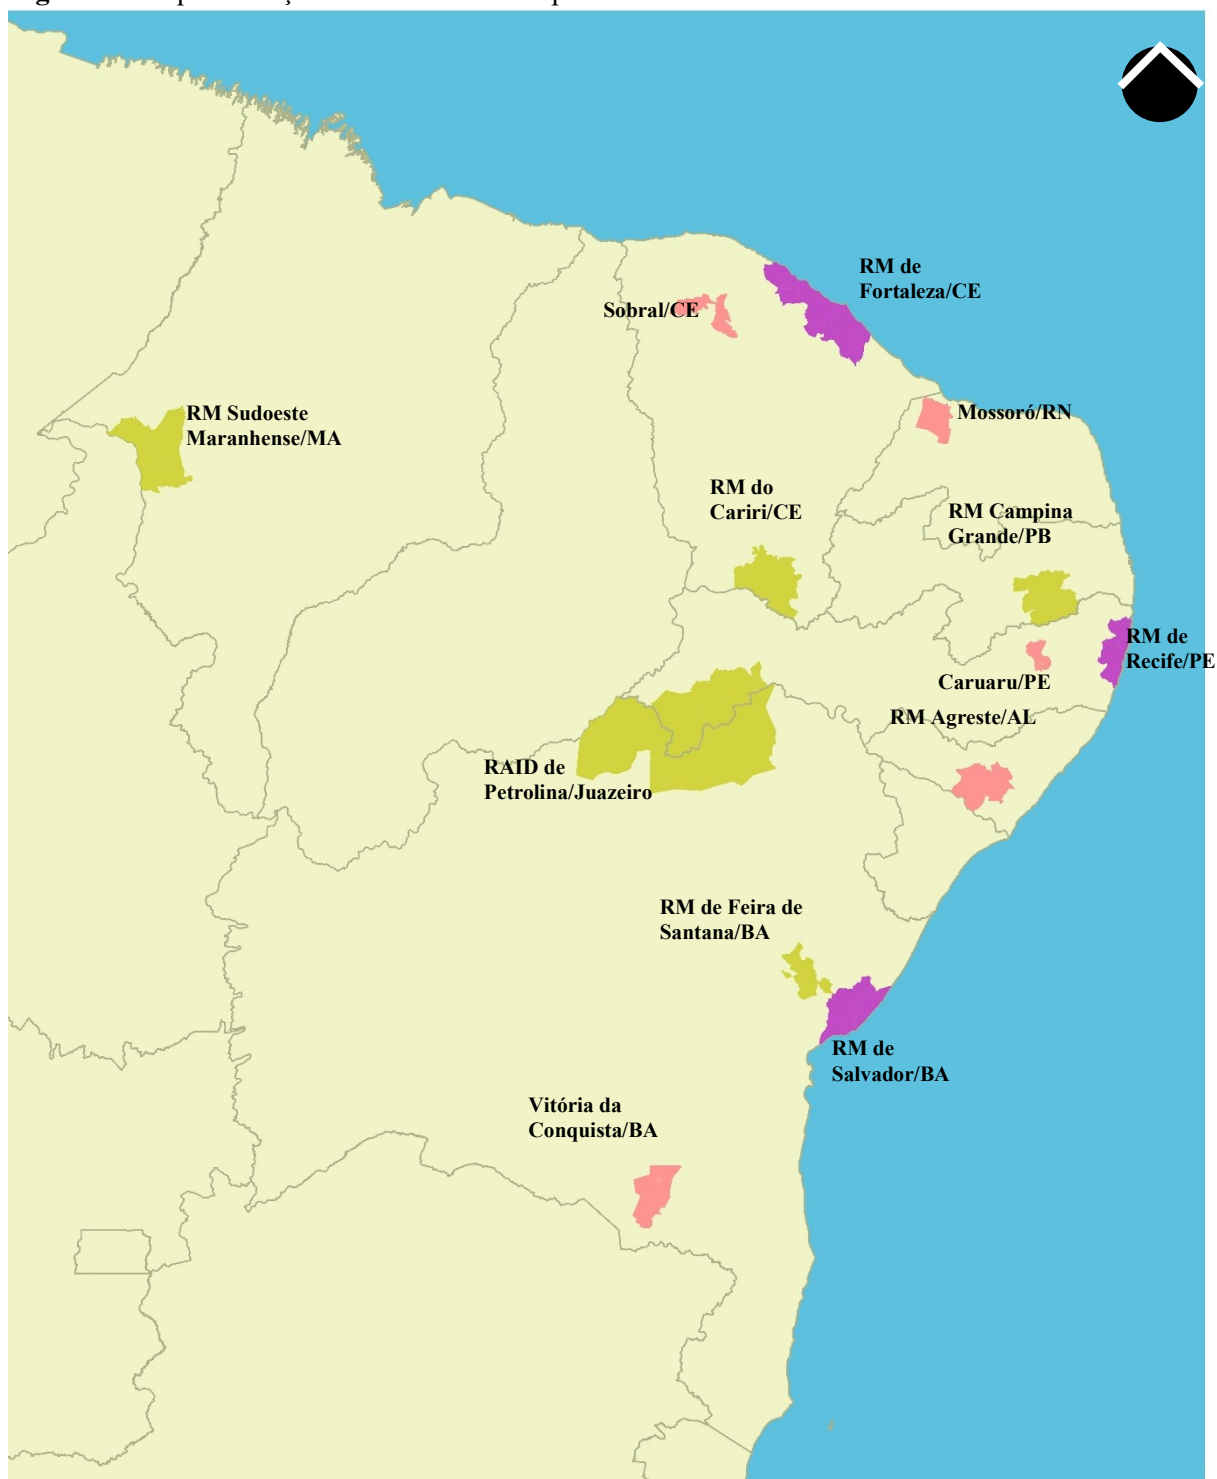 RM de
Fortaleza/CE
Sobral/CE
RM Sudoeste
Maranhense/MA
Mossoró/RN
RM do
Cariri/CE
RM Campina
Grande/PB
RM de
Recife/PE
Caruaru/PE
RM Agreste/AL
RAID de
Petrolina/Juazeiro
RM de Feira de
Santana/BA
RM de
Salvador/BA
Vitória da
Conquista/BA